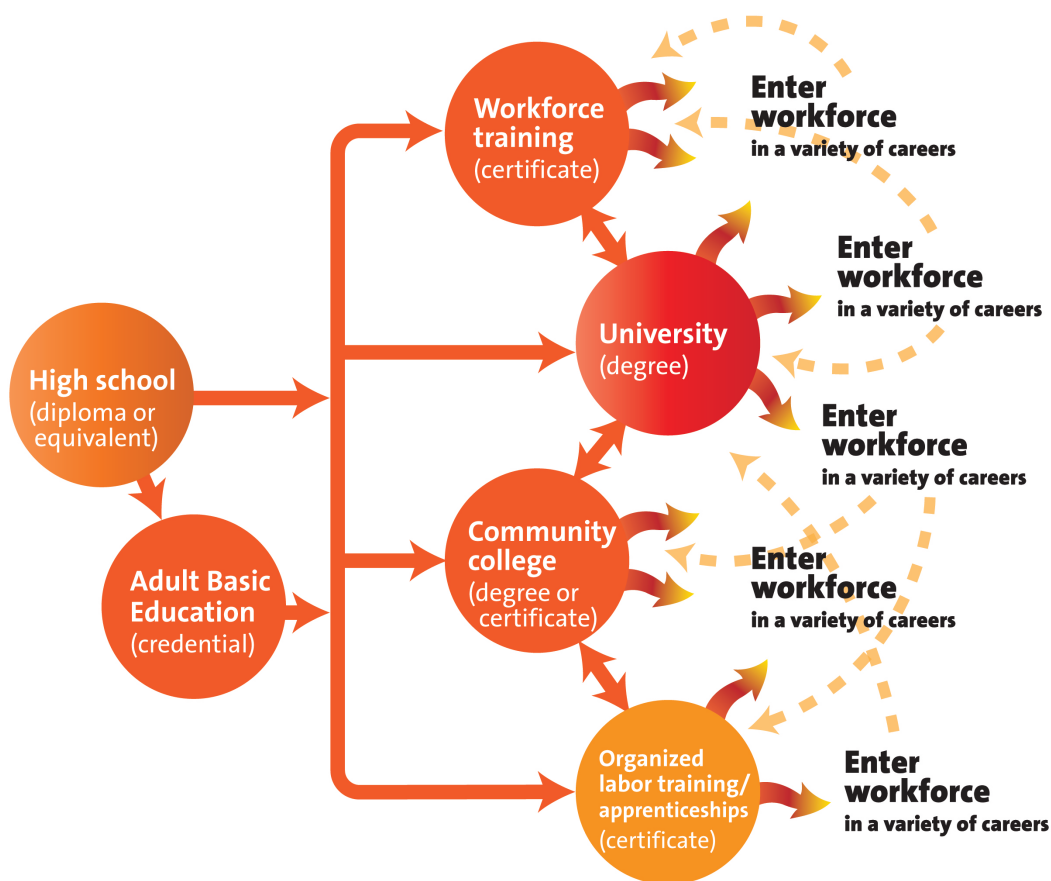 Enter
workforce
in a variety of careers
Workforce
training
(certificate)
Enter
workforce
in a variety of careers
University
(degree)
High school
(diploma or
equivalent)
Enter
workforce
in a variety of careers
Community
college
(degree or
certificate)
Enter
workforce
in a variety of careers
Adult Basic
Education
(credential)
Organized
labor training/
apprenticeships
(certificate)
Enter
workforce
in a variety of careers